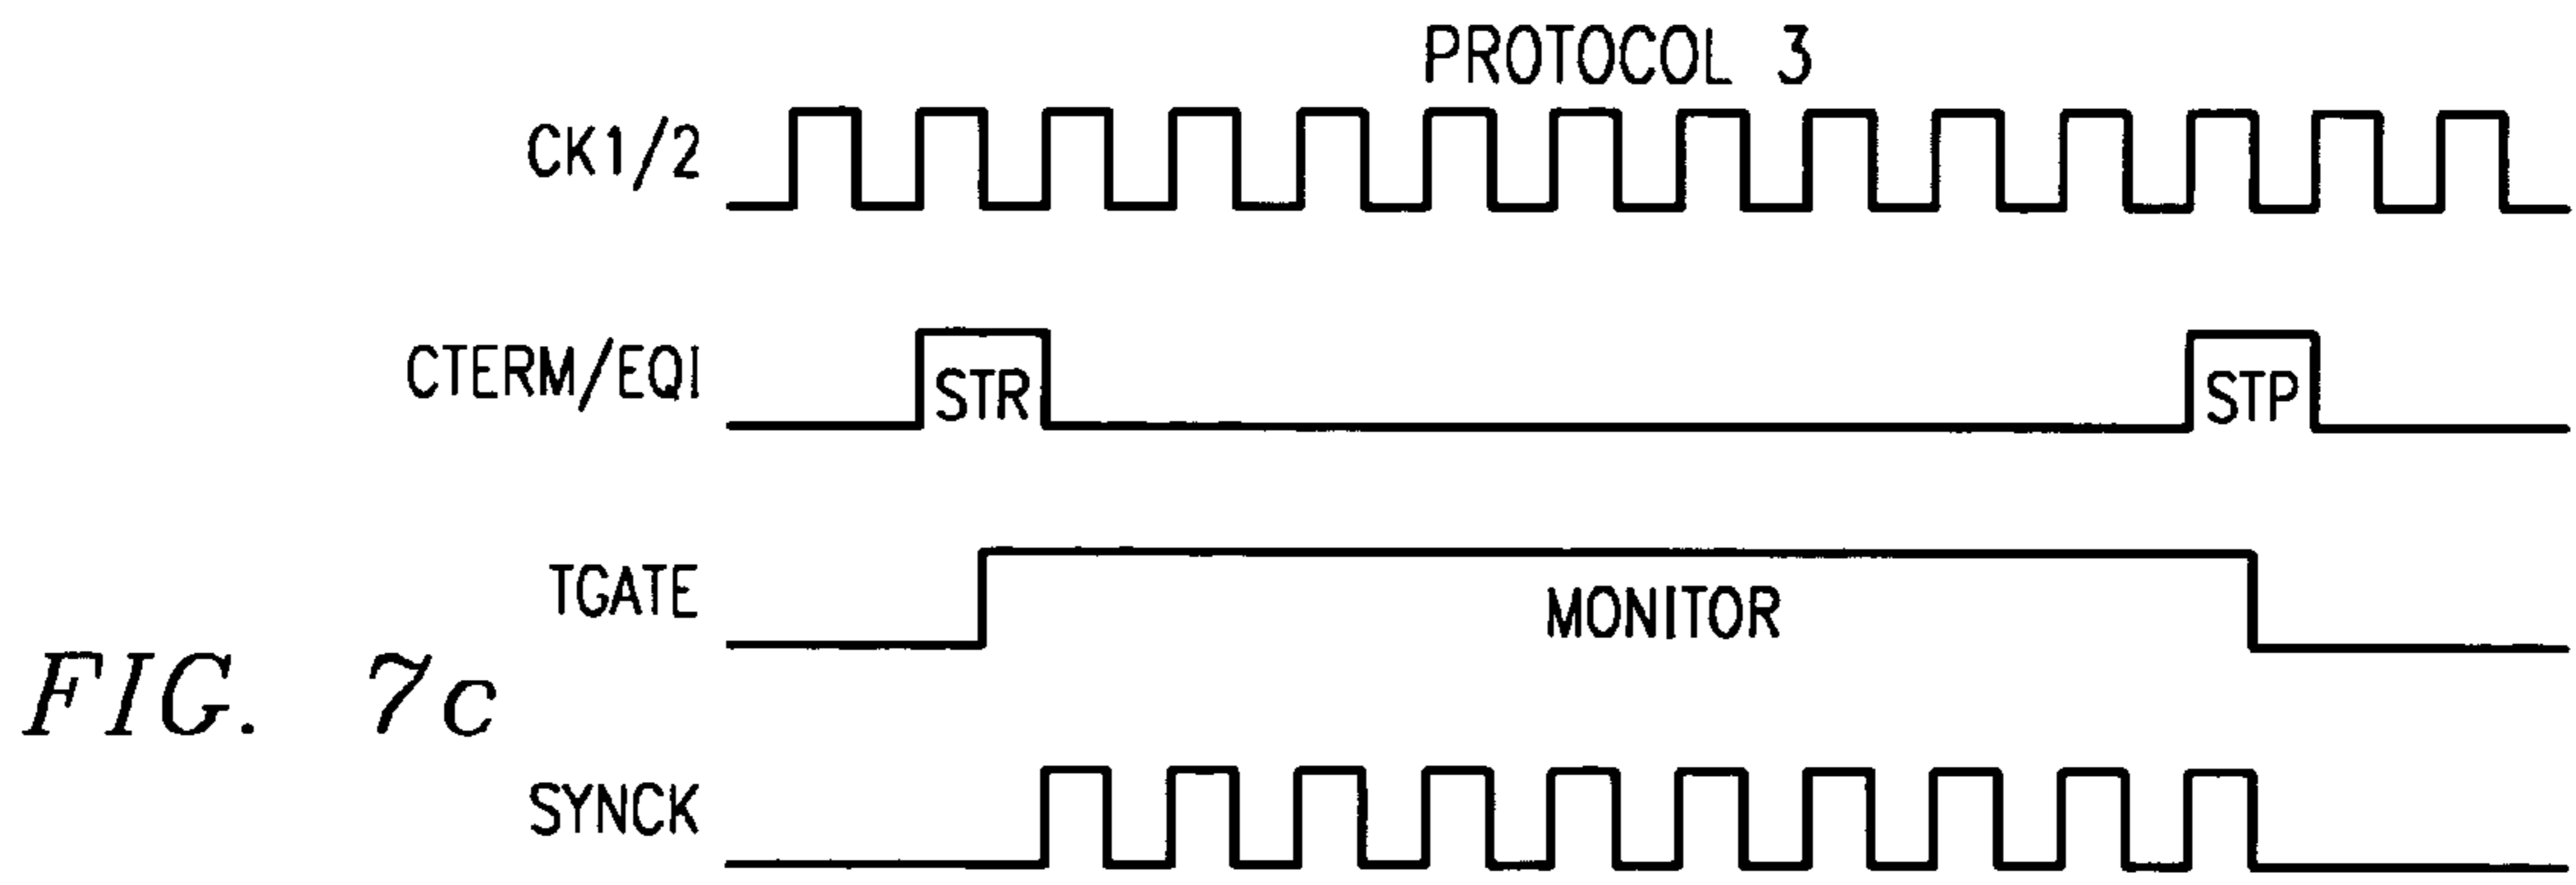 PROTOCOL 3
CK1/2
CTERM/EQI
STR
STP
TGATE
MONITOR
FIG. 7c
SYNCK